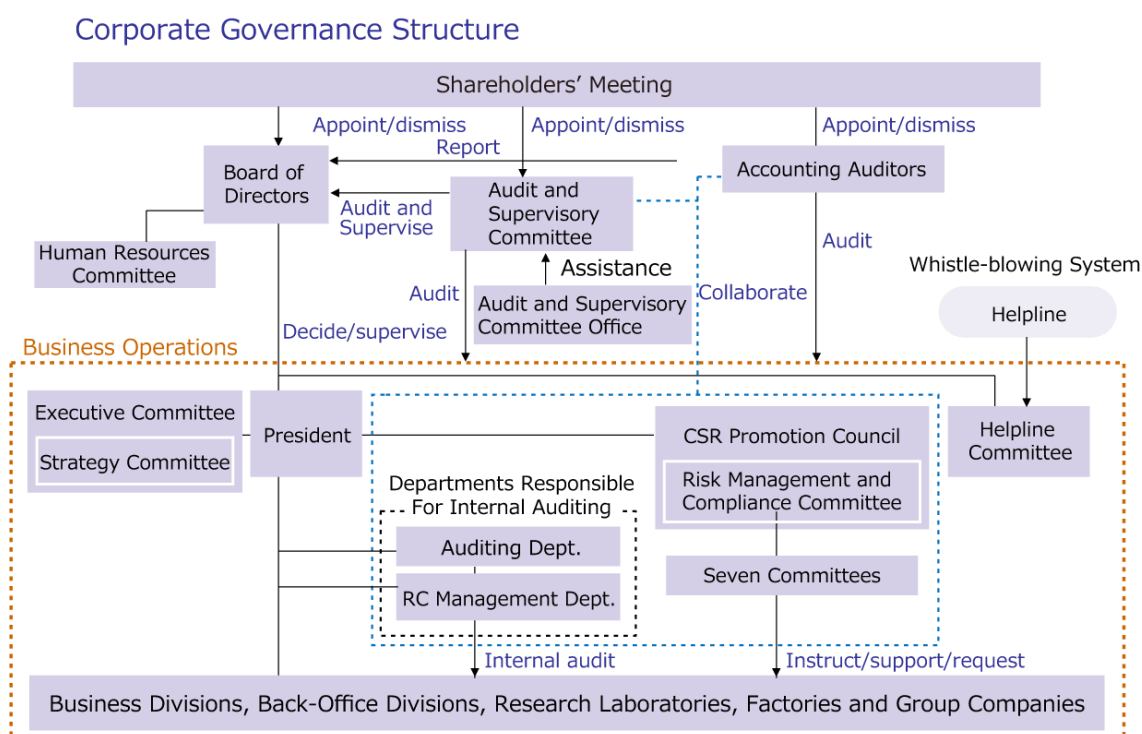 Corporate Governance Structure
Shareholders’ Meeting
Appoint/dismiss
Appoint/dismiss
Appoint/dismiss
Report
Board of
Directors
Audit and
Supervisory
Committee
Accounting Auditors
Audit and
Supervise
Human Resources
Committee
Audit
Whistle-blowing System
Assistance
Audit
Collaborate
Audit and Supervisory
Committee Office
Helpline
Decide/supervise
Business Operations
Executive Committee
Strategy Committee
President
CSR Promotion Council
Risk Management and
Compliance Committee
Helpline
Committee
Departments Responsible
For Internal Auditing
Auditing Dept.
RC Management Dept.
Seven Committees
Internal audit
Instruct/support/request
Business Divisions, Back-Office Divisions, Research Laboratories, Factories and Group Companies